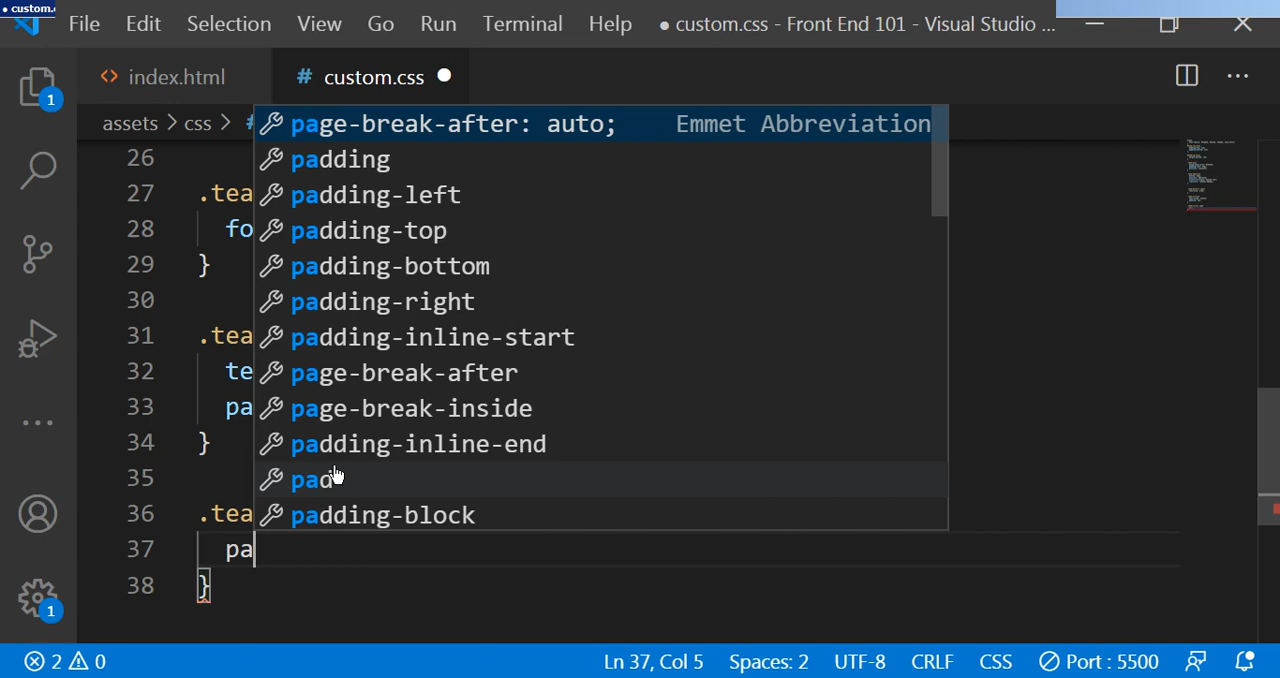 • custom.
File Edit Selection View Go Run Terminal Help ● custom.css - Front End 101 - Visual Studio ...
<> index.html # custom.css ●
assets > css > #
page-break-after: auto; Emmet Abbreviation
26
padding
27 .tea
padding-left
28 fo
padding-top
29 }
padding-bottom
30
padding-right
31 .tea
padding-inline-start
32 te
page-break-after
33 pa
page-break-inside
34 }
padding-inline-end
35
pad
36 .tea
padding-block
37 pa
38 }
1
1
2 0 Ln 37, Col 5 Spaces: 2 UTF-8 CRLF CSS Port : 5500